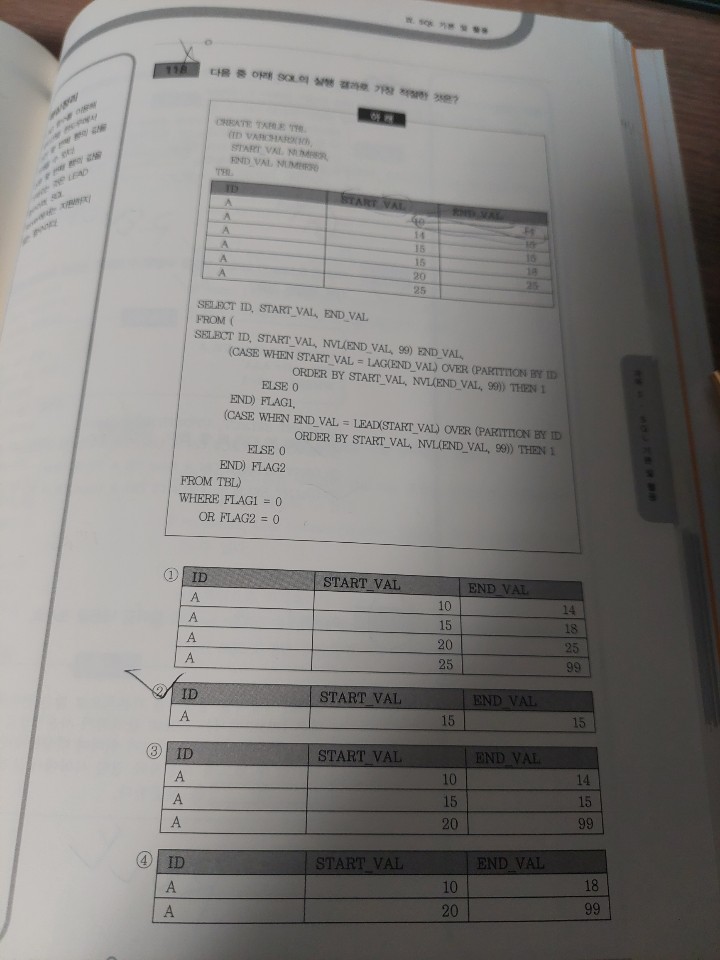 II. SQL 기본 및 활용
118 다음 중 아래 SQL의 실행 결과로 가장 적절한 것은?
아 래
CREATE TABLE TBL
START_VAL NUMBER,
END_VAL NUMBER)
TBL
ID START_VAL END_VAL
A 10 14
A 14 15
A 15 15
A 15 18
A 20 25
A 25
SELECT ID, START_VAL, END_VAL
FROM (
SELECT ID, START_VAL, NVL(END_VAL, 99) END_VAL,
(CASE WHEN START_VAL = LAG(END_VAL) OVER (PARTITION BY ID
ORDER BY START_VAL, NVL(END_VAL, 99)) THEN 1
ELSE 0
END) FLAG1,
(CASE WHEN END_VAL = LEAD(START_VAL) OVER (PARTITION BY ID
ORDER BY START_VAL, NVL(END_VAL, 99)) THEN 1
ELSE 0
END) FLAG2
FROM TBL)
WHERE FLAG1 = 0
OR FLAG2 = 0
① ID START_VAL END_VAL
A 10 14
A 15 18
A 20 25
A 25 99
② ID START_VAL END_VAL
A 15 15
③ ID START_VAL END_VAL
A 10 14
A 15 15
A 20 99
④ ID START_VAL END_VAL
A 10 18
A 20 99